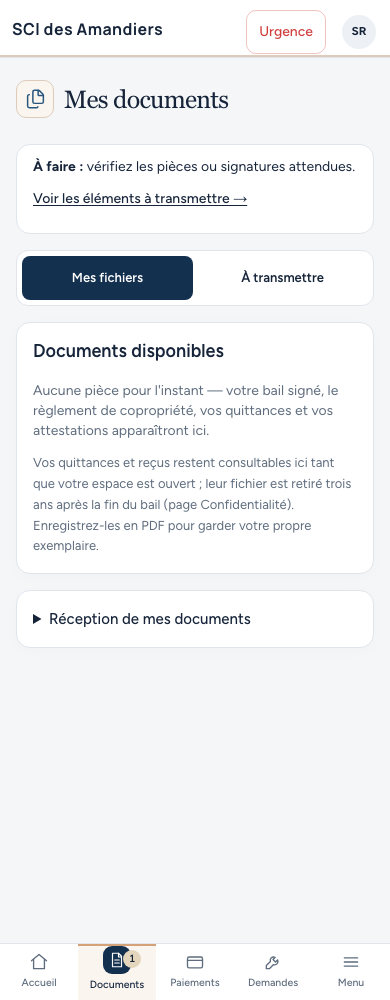 SCI des Amandiers
Urgence
SR
Mes documents
À faire : vérifiez les pièces ou signatures attendues.
Voir les éléments à transmettre →
Mes fichiers
À transmettre
Documents disponibles
Aucune pièce pour l'instant — votre bail signé, le
règlement de copropriété, vos quittances et vos
attestations apparaîtront ici.
Vos quittances et reçus restent consultables ici tant
que votre espace est ouvert ; leur fichier est retiré trois
ans après la fin du bail (page Confidentialité).
Enregistrez-les en PDF pour garder votre propre
exemplaire.
Réception de mes documents
1
Accueil
Documents
Paiements
Demandes
Menu